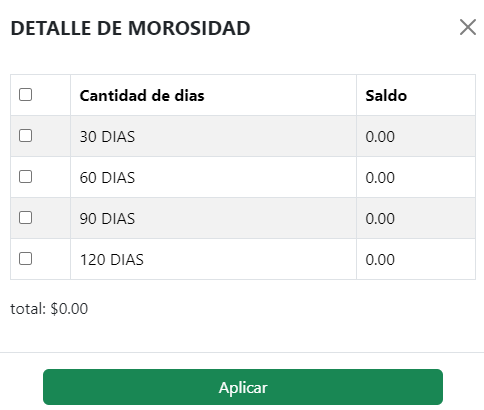 DETALLE DE MOROSIDAD
Cantidad de dias Saldo
30 DIAS 0.00
60 DIAS 0.00
90 DIAS 0.00
120 DIAS 0.00
total: $0.00
Aplicar